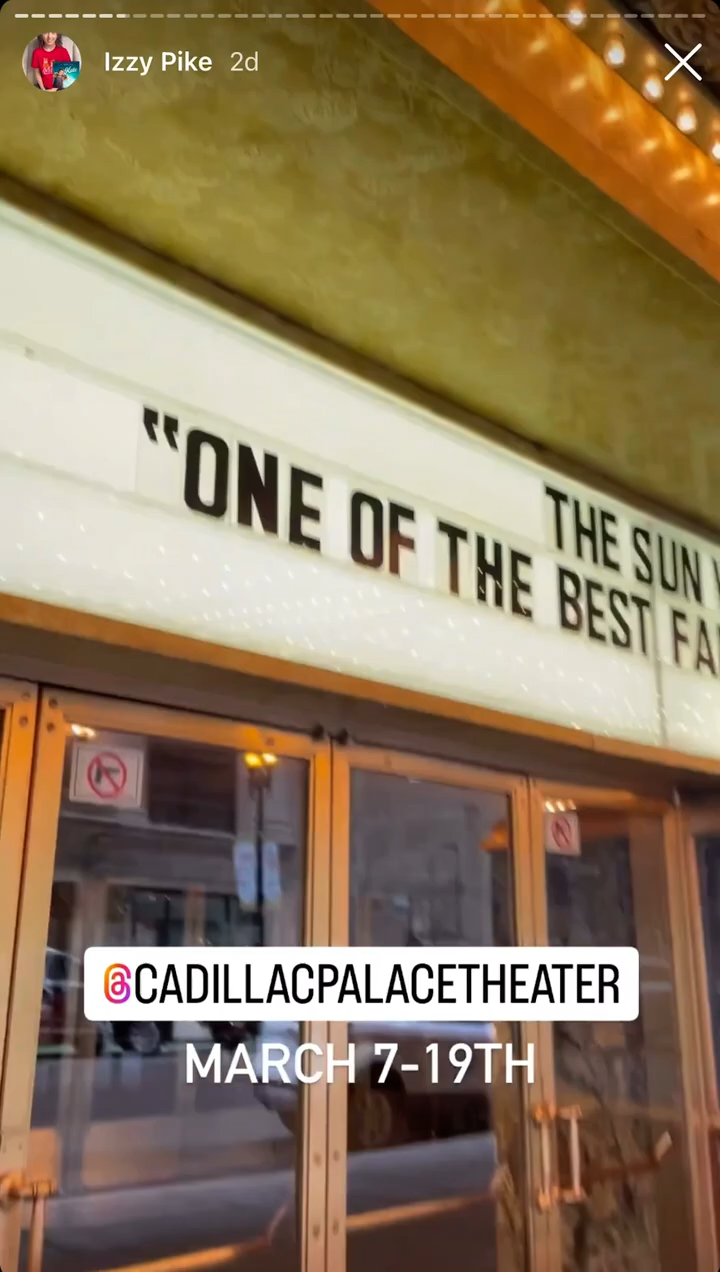 Izzy Pike 2d
THE SUN
"ONE OF THE BEST
@CADILLACPALACETHEATER
MARCH 7-19TH